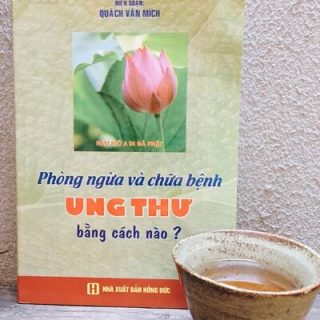 BIÊN SOẠN:
QUÁCH VĂN MÍCH
NAM MÔ A DI ĐÀ PHẬT
Phòng ngừa và chữa bệnh
UNG THƯ
bằng cách nào ?
H NHÀ XUẤT BẢN HỒNG ĐỨC